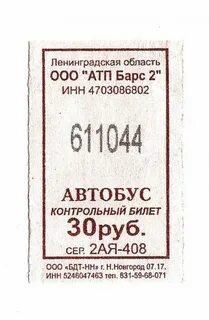 Ленинградская область
ООО "АТП Барс 2"
ИНН 4703086802
611044
АВТОБУС
КОНТРОЛЬНЫЙ БИЛЕТ
30руб.
СЕР. 2АЯ-408
ООО «БДТ-НН» г. Н.Новгород 07.17.
ИНН 5246047463 тел. 831-59-68-071